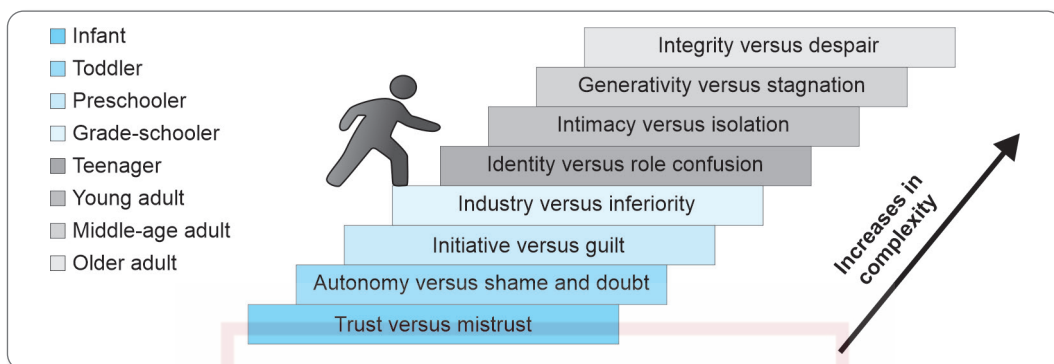 Infant
Toddler
Preschooler
Grade-schooler
Teenager
Young adult
Middle-age adult
Older adult
Integrity versus despair
Generativity versus stagnation
Intimacy versus isolation
Identity versus role confusion
Industry versus inferiority
Initiative versus guilt
Autonomy versus shame and doubt
Trust versus mistrust
Increases in
complexity